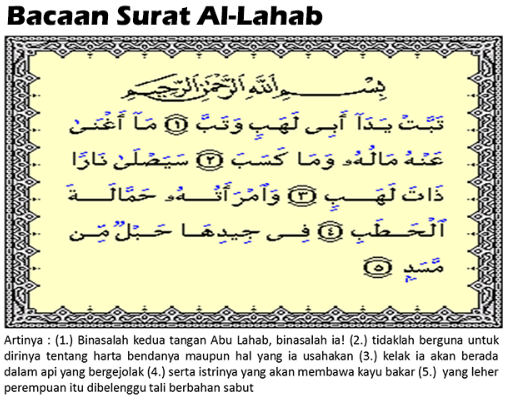 Bacaan Surat Al-Lahab
بِسْمِ اللَّهِ الرَّحْمَٰنِ الرَّحِيمِ
تَبَّتْ يَدَآ أَبِى لَهَبٍ وَتَبَّ ۝١ مَآ أَغْنَىٰ
عَنْهُ مَالُهُۥ وَمَا كَسَبَ ۝٢ سَيَصْلَىٰ نَارًا
ذَاتَ لَهَبٍ ۝٣ وَٱمْرَأَتُهُۥ حَمَّالَةَ
ٱلْحَطَبِ ۝٤ فِى جِيدِهَا حَبْلٌ مِّن
مَّسَدٍۭ ۝٥
Artinya : (1.) Binasalah kedua tangan Abu Lahab, binasalah ia! (2.) tidaklah berguna untuk
dirinya tentang harta bendanya maupun hal yang ia usahakan (3.) kelak ia akan berada
dalam api yang bergejolak (4.) serta istrinya yang akan membawa kayu bakar (5.) yang leher
perempuan itu dibelenggu tali berbahan sabut